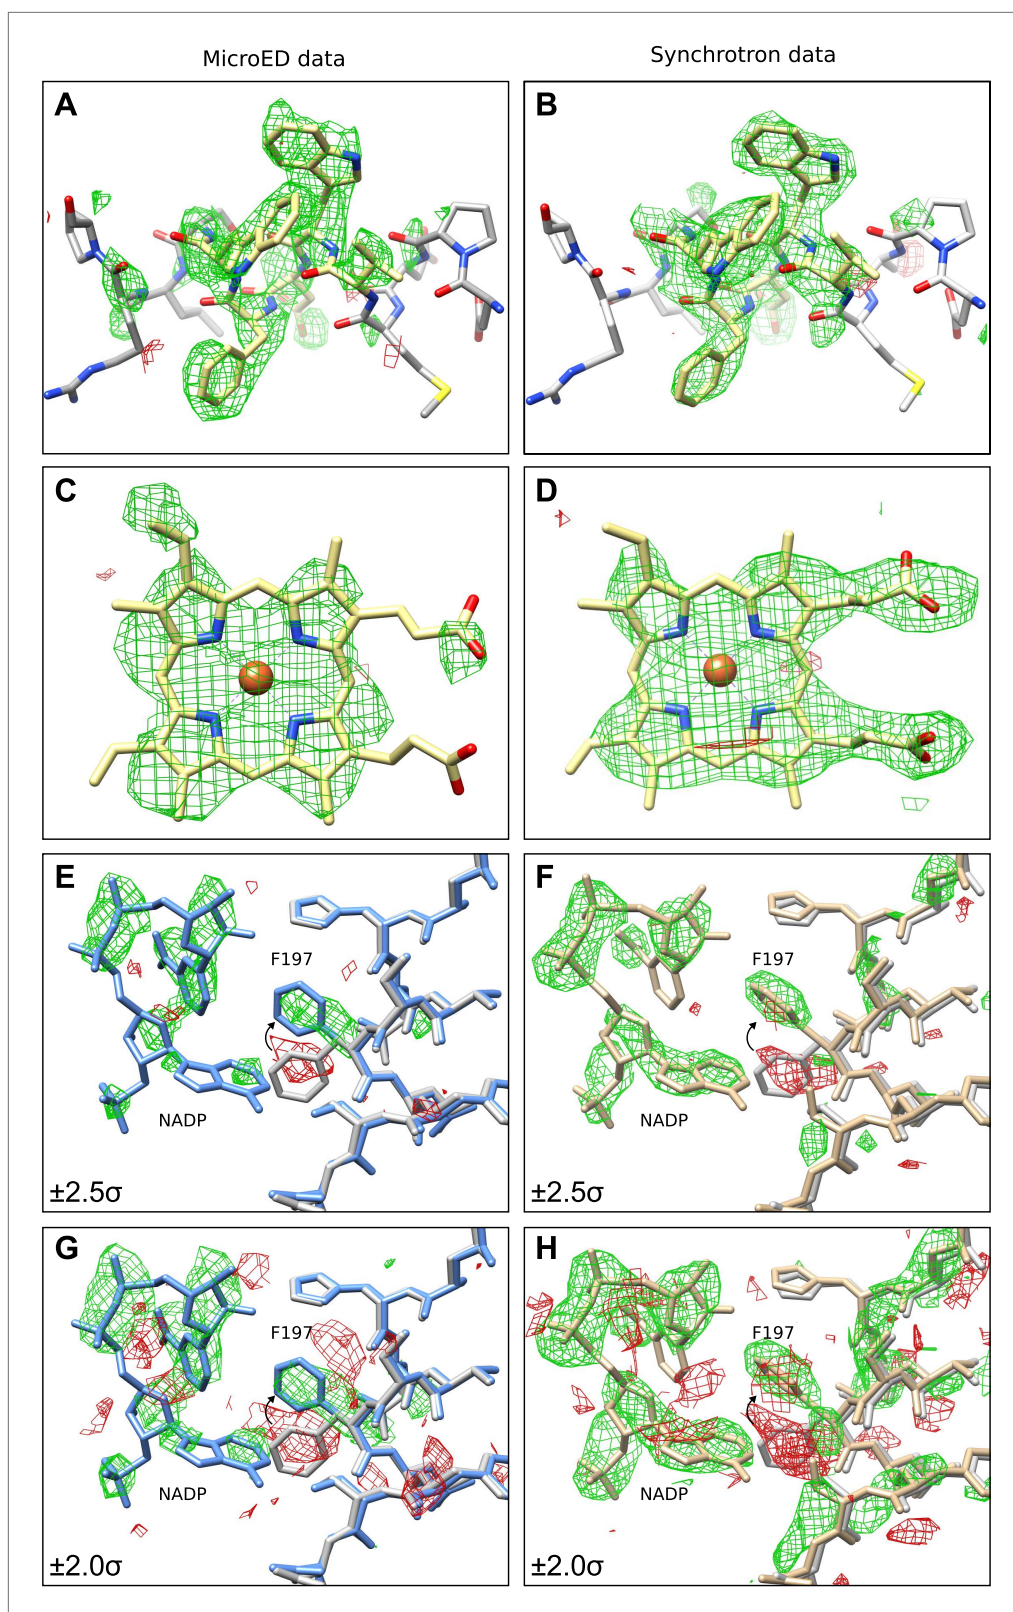 MicroED data
Synchrotron data
A
B
C
D
E
F197
NADP
±2.5σ
F
F197
NADP
±2.5σ
G
F197
NADP
±2.0σ
H
F197
NADP
±2.0σ